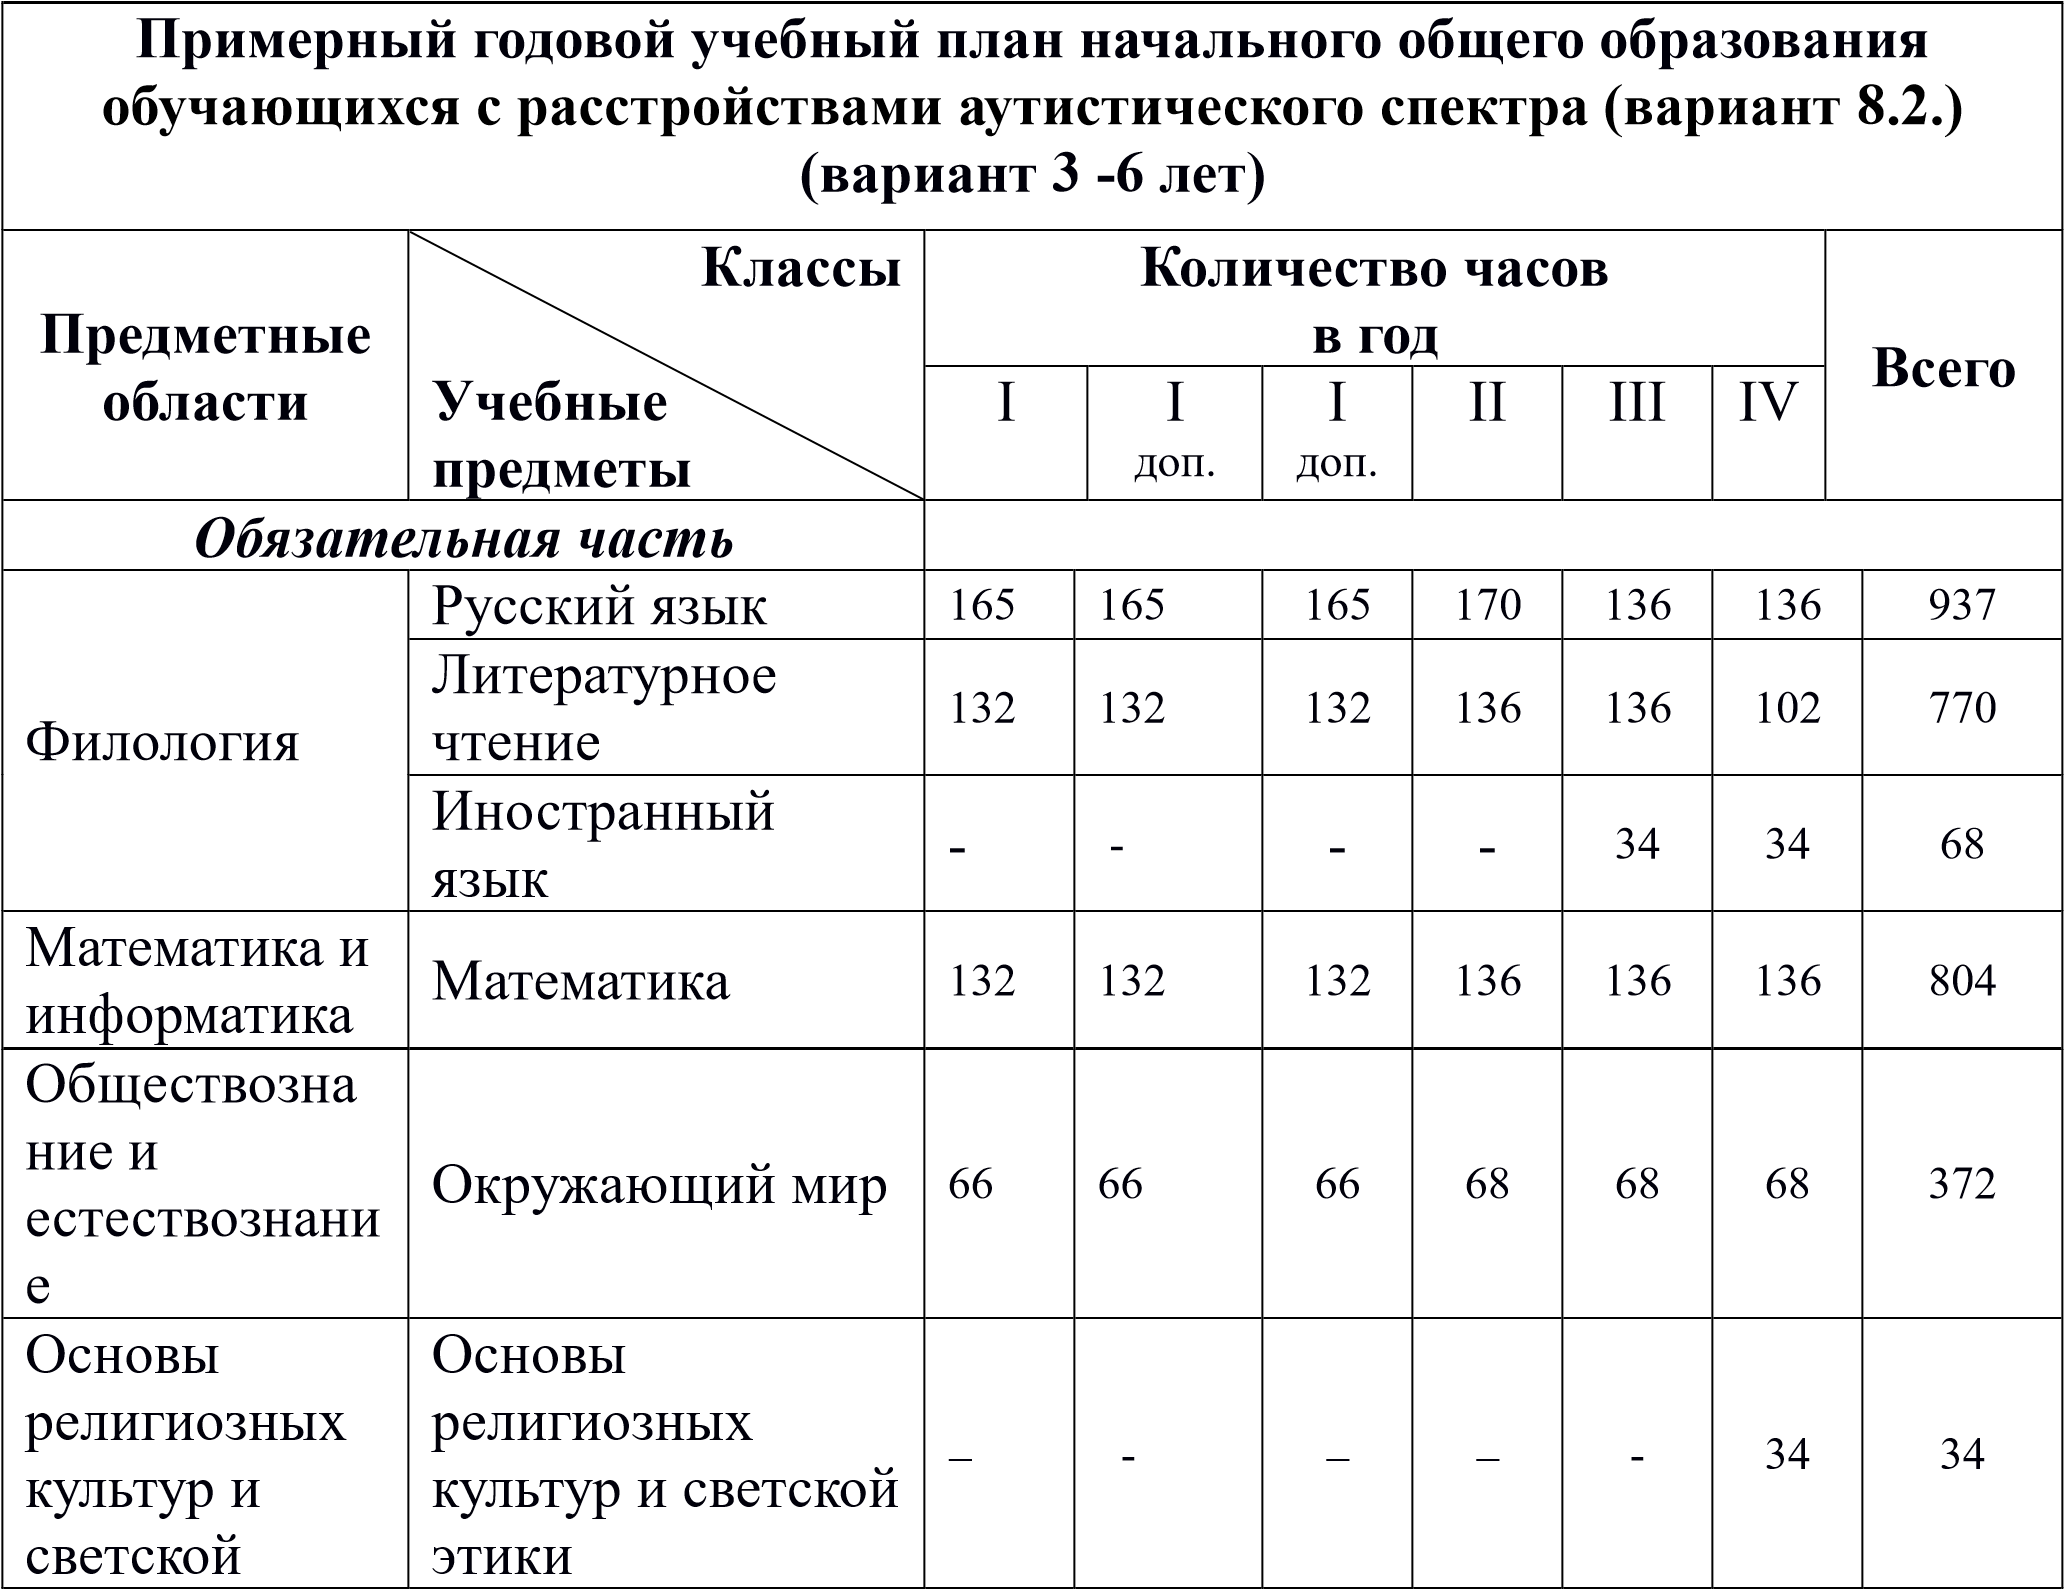 Примерный годовой учебный план начального общего образования
обучающихся с расстройствами аутистического спектра (вариант 8.2.)
(вариант 3 -6 лет)
Предметные
области
Классы
Учебные
предметы
Количество часов
в год
Всего
I
I
доп.
I
доп.
II
III
IV
Обязательная часть
Филология
Русский язык
165 165 165 170 136 136 937
Литературное
чтение
132 132 132 136 136 102 770
Иностранный
язык
- - - - 34 34 68
Математика и
информатика
Математика
132 132 132 136 136 136 804
Обществозна
ние и
естествознани
е
Окружающий мир
66 66 66 68 68 68 372
Основы
религиозных
культур и
светской
Основы
религиозных
культур и светской
этики
– - – – - 34 34